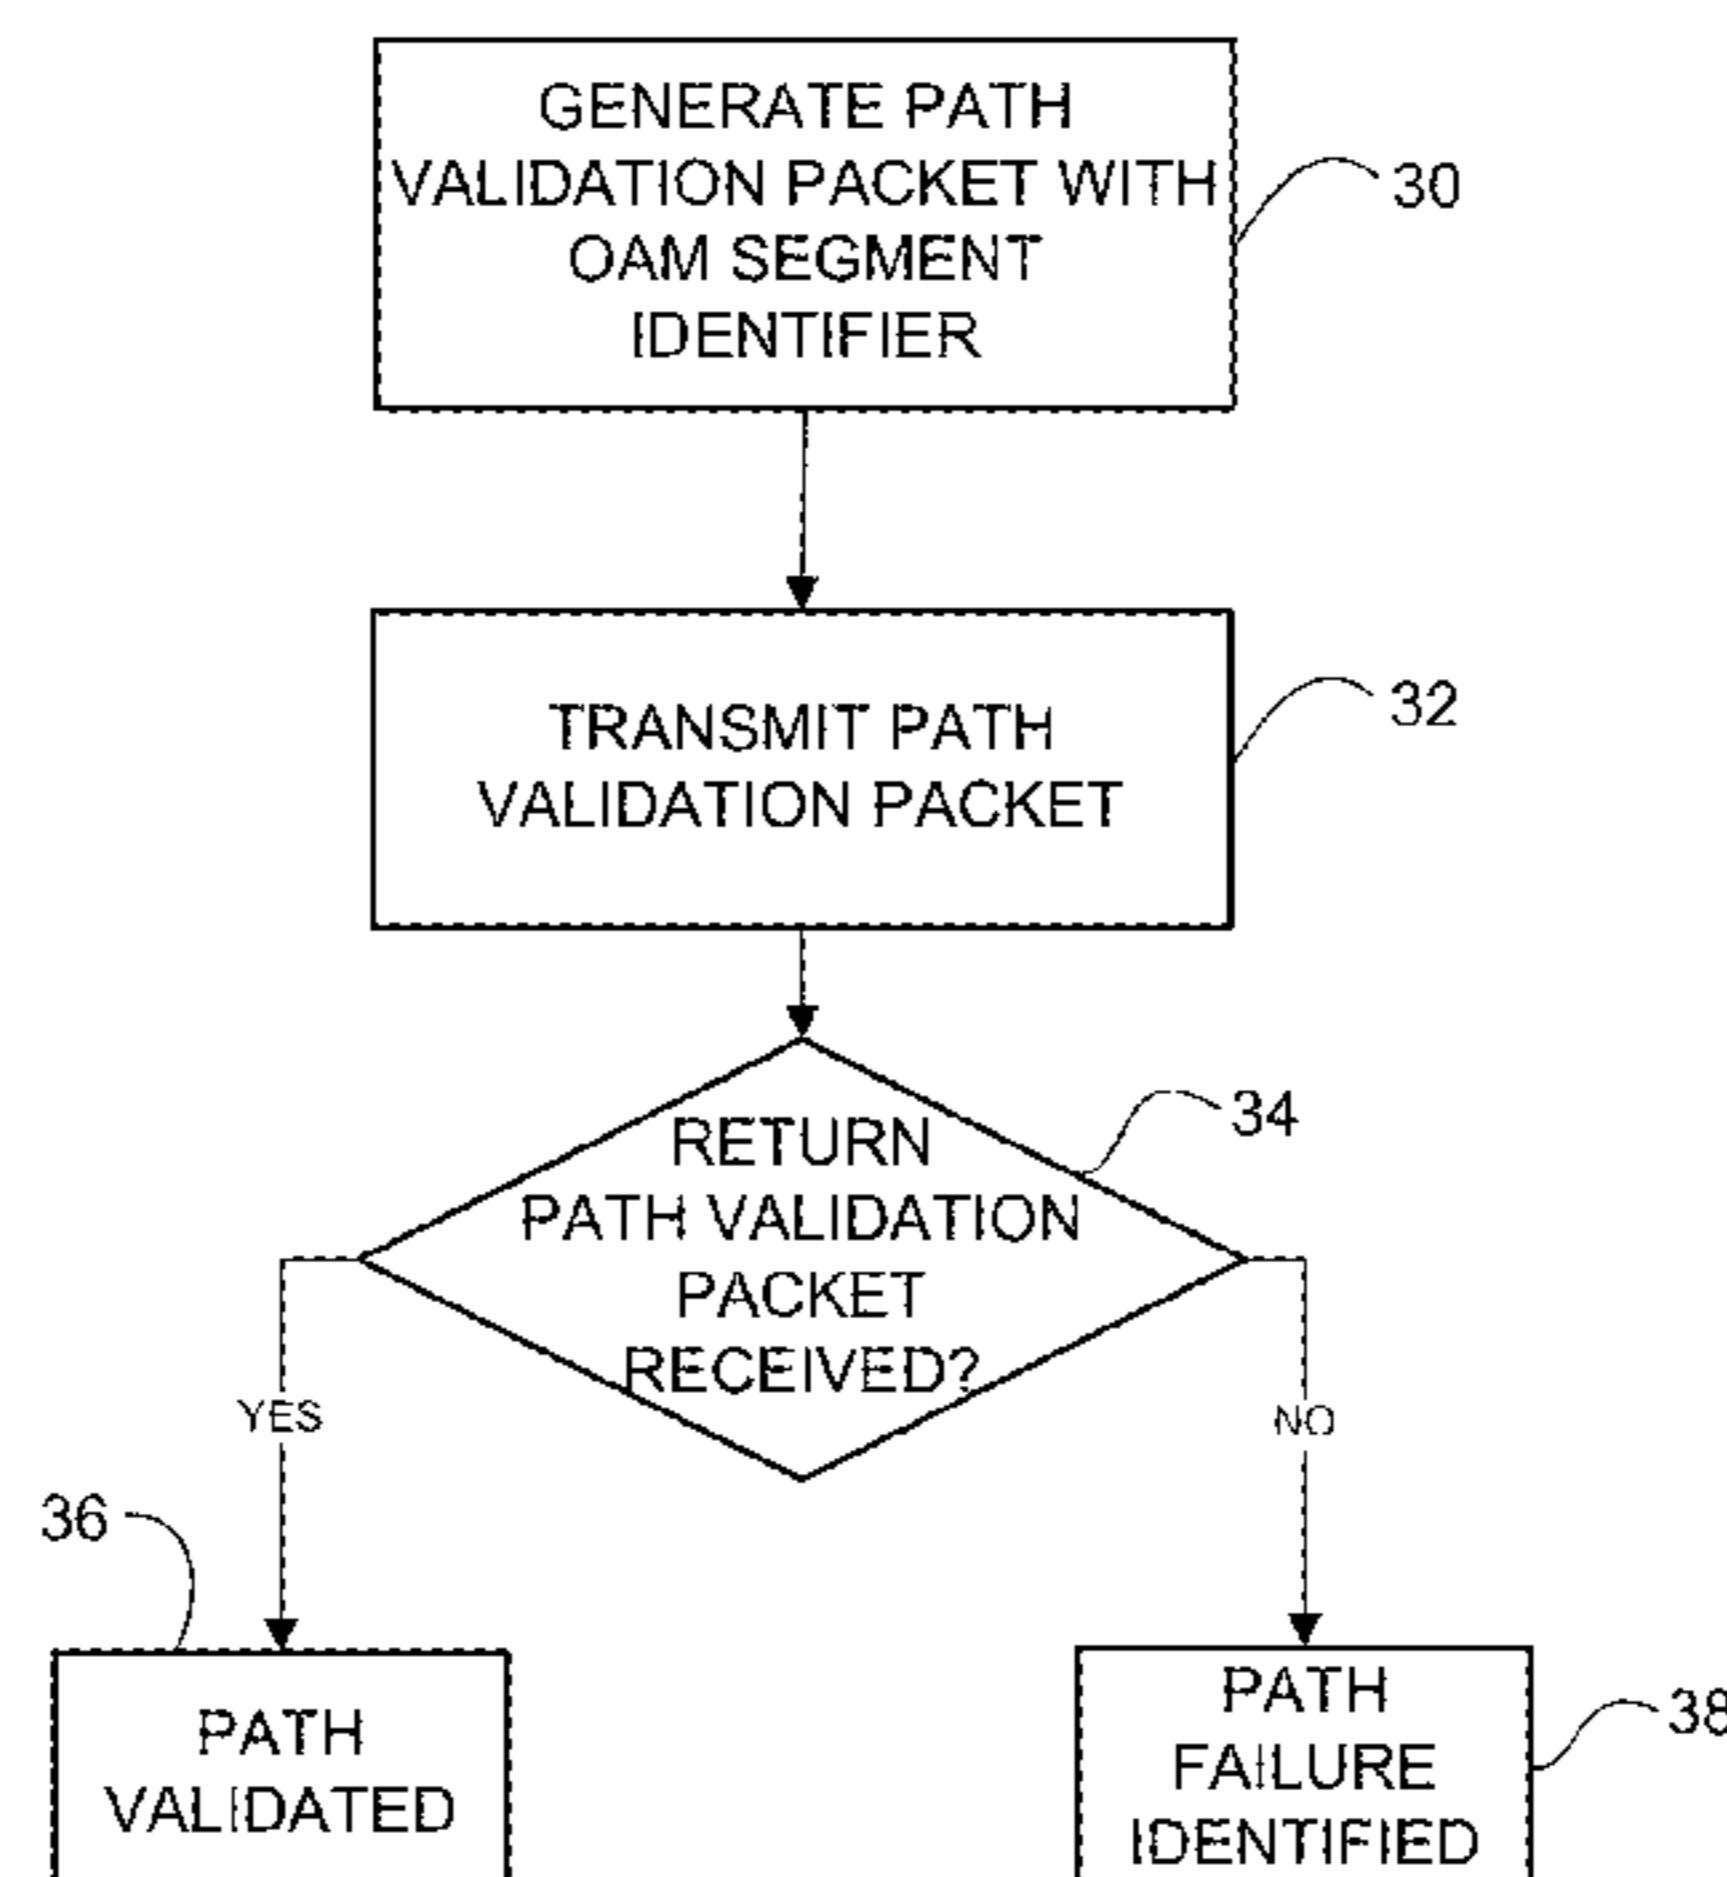 GENERATE PATH
VALIDATION PACKET WITH
OAM SEGMENT
IDENTIFIER
30
TRANSMIT PATH
VALIDATION PACKET
32
RETURN
PATH VALIDATION
PACKET
RECEIVED?
34
YES
NO
36
PATH
VALIDATED
PATH
FAILURE
IDENTIFIED
38